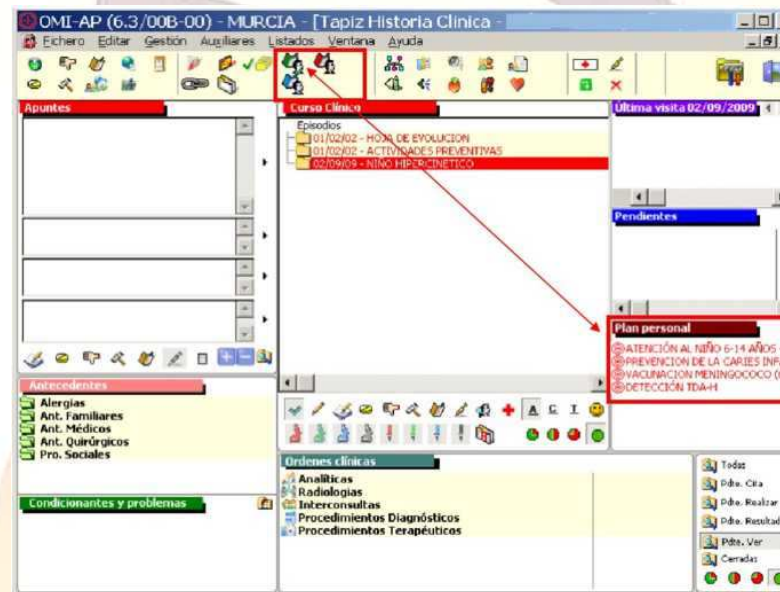 OMI-AP (6.3/00B-00) - MURCIA - [Tapiz Historia Clínica -
Fichero Editar Gestión Auxiliares Listados Ventana Ayuda
Apuntes
Curso Clínico
Episodios
01/02/02 - HOJA DE EVOLUCION
01/02/02 - ACTIVIDADES PREVENTIVAS
02/09/09 - NIÑO HIPERCINETICO
Última visita 02/09/2009
Pendientes
Plan personal
ATENCIÓN AL NIÑO 6-14 AÑOS
PREVENCION DE LA CARIES INFA
VACUNACION MENINGOCOCO (
DETECCIÓN TDA-H
Antecedentes
Alergias
Ant. Familiares
Ant. Médicos
Ant. Quirúrgicos
Pro. Sociales
A C I
Condicionantes y problemas
Ordenes clínicas
Analíticas
Radiologias
Interconsultas
Procedimientos Diagnósticos
Procedimientos Terapéuticos
Todas
Pdte. Cita
Pdte. Realizar
Pdte. Resultad
Pdte. Ver
Cerradas